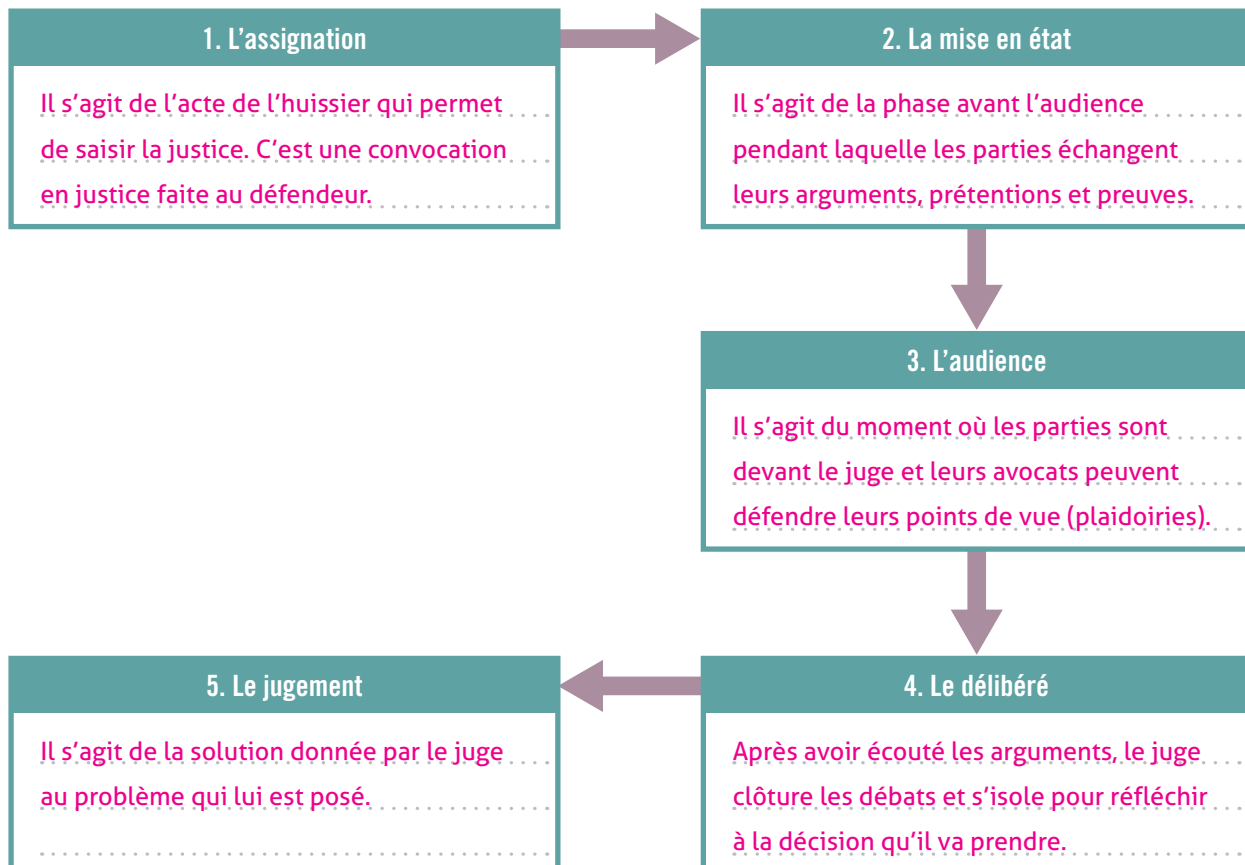 1. L’assignation
Il s’agit de l’acte de l’huissier qui permet
de saisir la justice. C’est une convocation
en justice faite au défendeur.
2. La mise en état
Il s’agit de la phase avant l’audience
pendant laquelle les parties échangent
leurs arguments, prétentions et preuves.
3. L’audience
Il s’agit du moment où les parties sont
devant le juge et leurs avocats peuvent
défendre leurs points de vue (plaidoiries).
4. Le délibéré
Après avoir écouté les arguments, le juge
clôture les débats et s’isole pour réfléchir
à la décision qu’il va prendre.
5. Le jugement
Il s’agit de la solution donnée par le juge
au problème qui lui est posé.